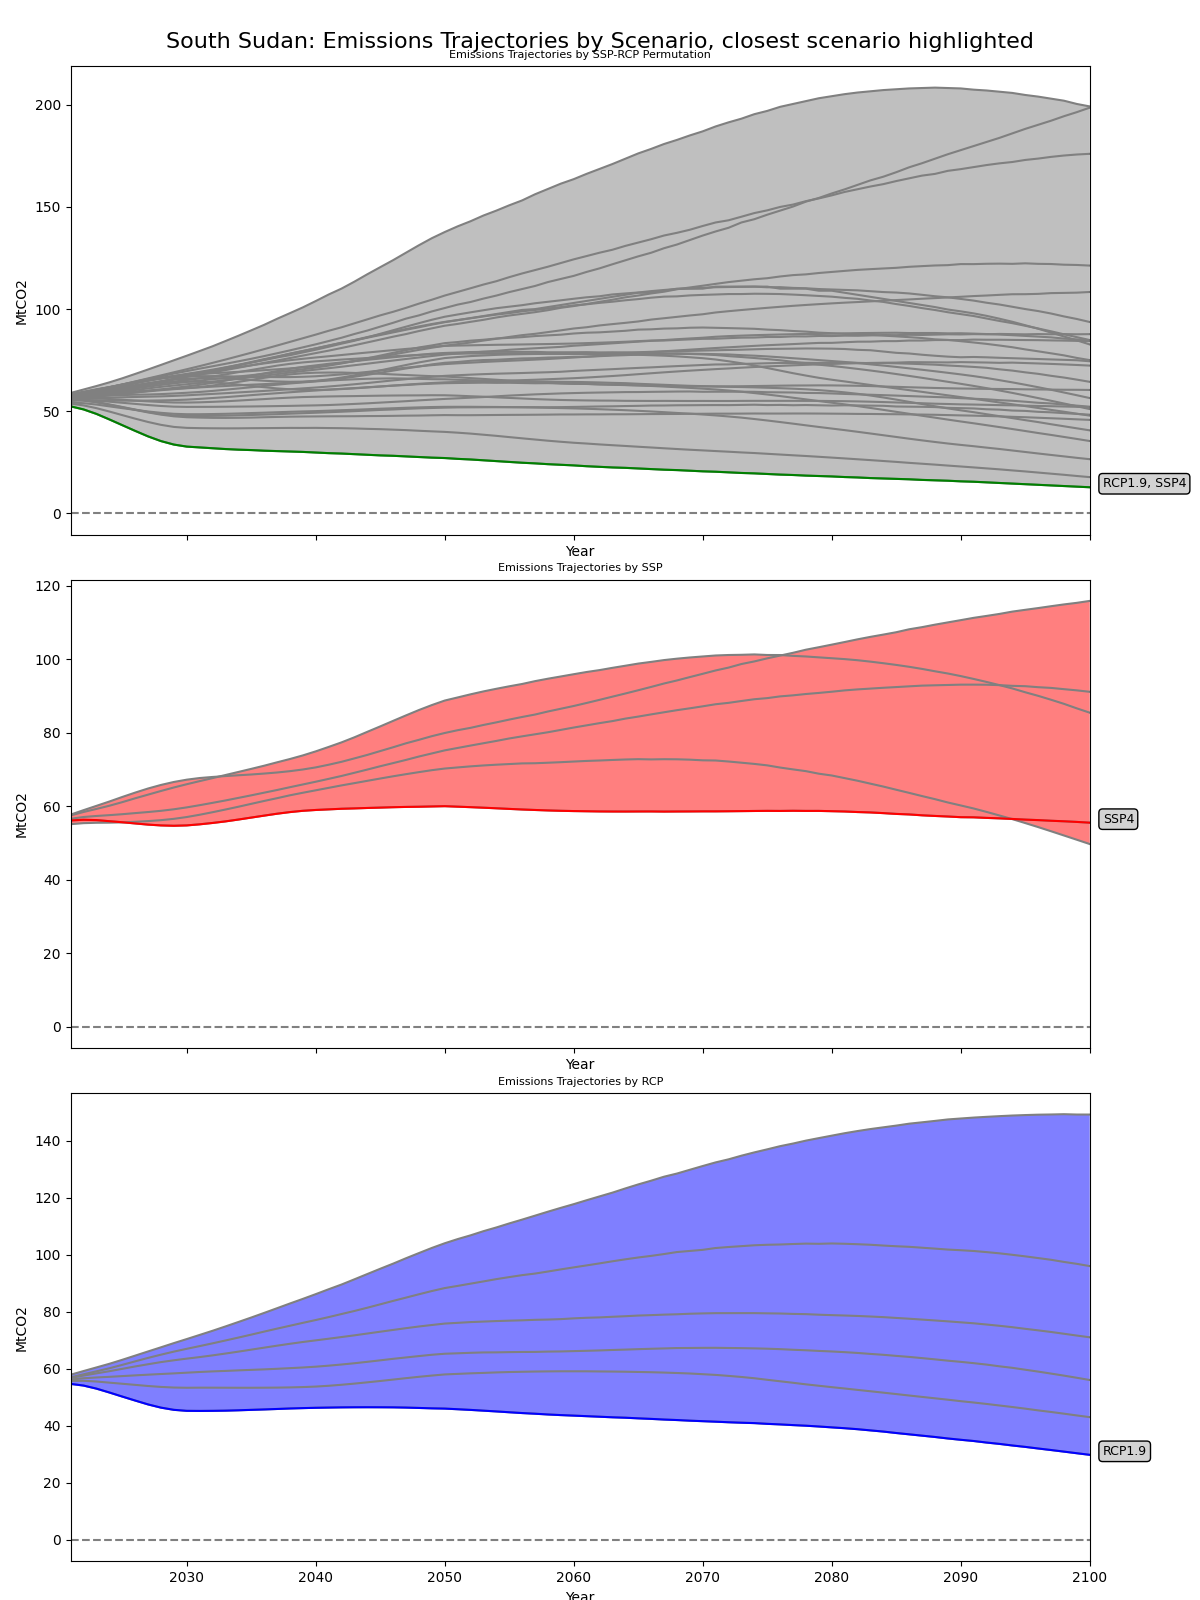 South Sudan: Emissions Trajectories by Scenario, closest scenario highlighted
Emissions Trajectories by SSP-RCP Permutation
200
150
100
50
0
MtCO2
RCP1.9, SSP4
Year
Emissions Trajectories by SSP
120
100
80
60
40
20
0
MtCO2
SSP4
Year
Emissions Trajectories by RCP
140
120
100
80
60
40
20
0
MtCO2
RCP1.9
2030 2040 2050 2060 2070 2080 2090 2100
Year